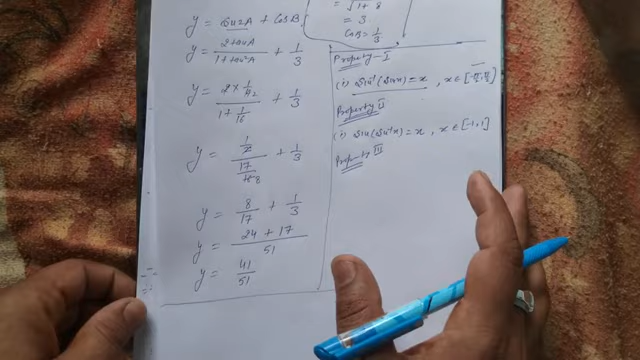 y = sin2A + CosB
y = 2tanA / 1+tan²A + 1/3
y = 2 × 1/4 / 1 + 1/16 + 1/3
y = 1/2 / 17/16 8 + 1/3
y = 8/17 + 1/3
y = 24 + 17 / 51
y = 41/51
= √1+8
= 3
CosB = 1/3
Property-I
(i) Sin⁻¹(Sinx) = x , x ∈ [-π/2, π/2]
Property II
(i) Sin(Sin⁻¹x) = x , x ∈ [-1,1]
Property III